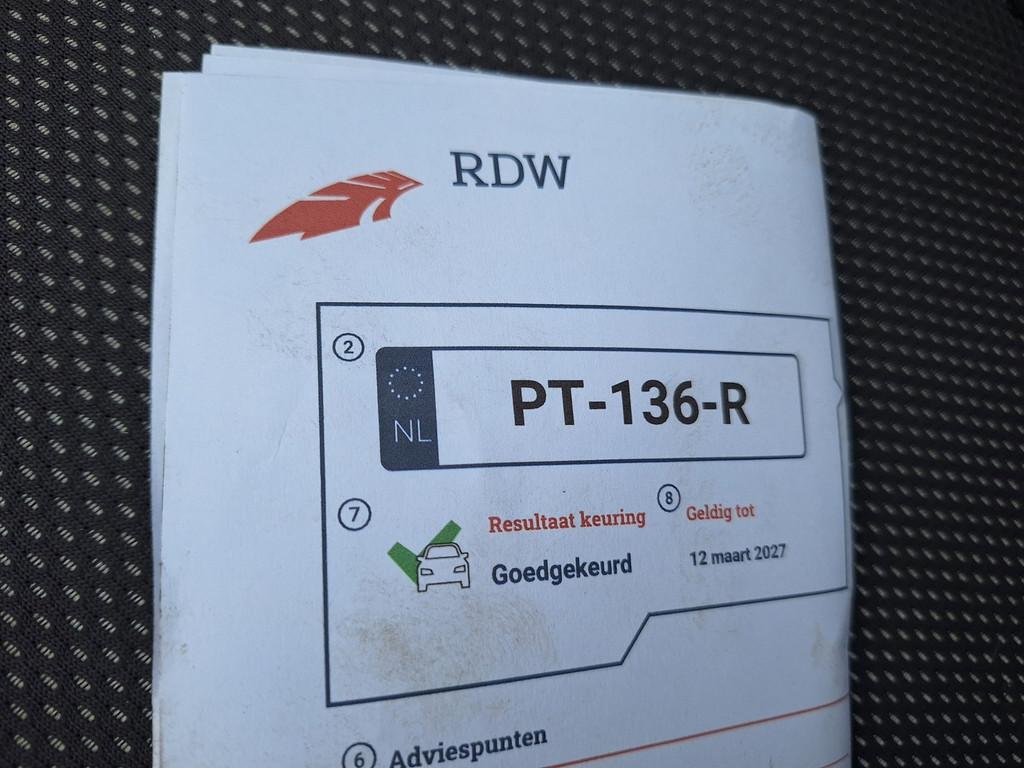 RDW
2
NL
PT-136-R
7
Resultaat keuring
8
Geldig tot
Goedgekeurd
12 maart 2027
6 Adviespunten